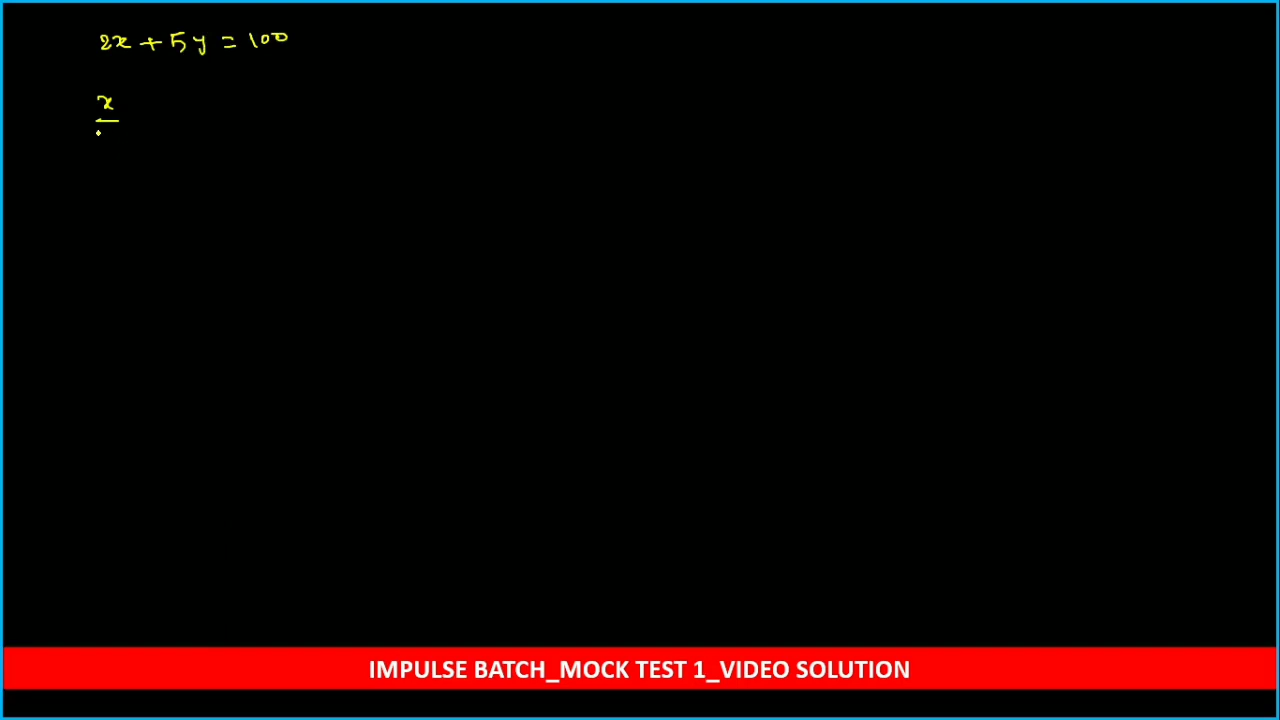 2x + 5y = 100
x
IMPULSE BATCH_MOCK TEST 1_VIDEO SOLUTION